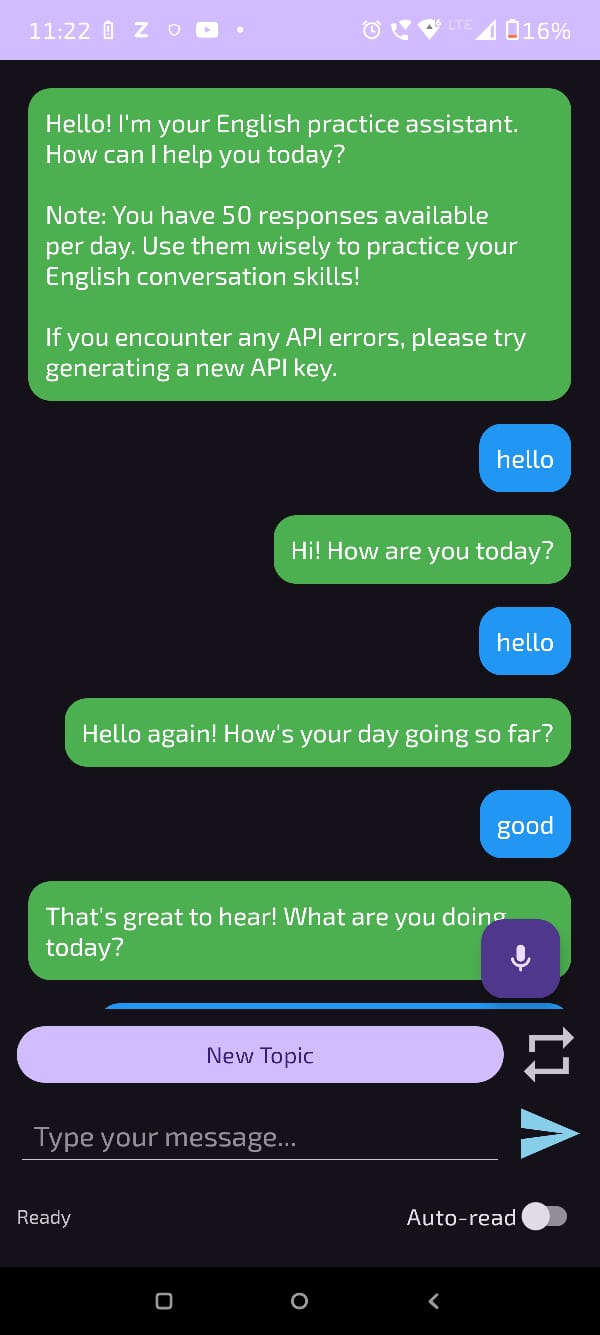 11:22
LTE
16%
Hello! I'm your English practice assistant.
How can I help you today?
Note: You have 50 responses available
per day. Use them wisely to practice your
English conversation skills!
If you encounter any API errors, please try
generating a new API key.
hello
Hi! How are you today?
hello
Hello again! How's your day going so far?
good
That's great to hear! What are you doing
today?
New Topic
Type your message...
Ready
Auto-read